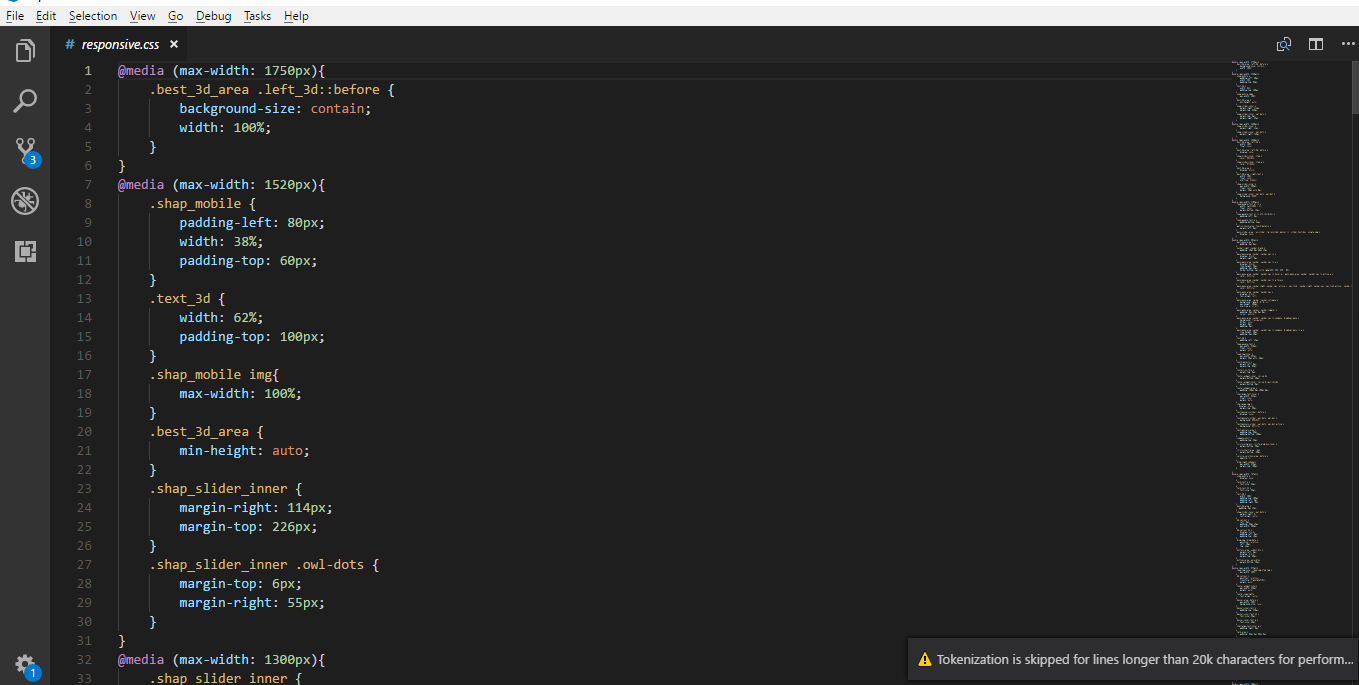 File Edit Selection View Go Debug Tasks Help
# responsive.css ×
1 @media (max-width: 1750px){
2 .best_3d_area .left_3d::before {
3 background-size: contain;
4 width: 100%;
5 }
6 }
7 @media (max-width: 1520px){
8 .shap_mobile {
9 padding-left: 80px;
10 width: 38%;
11 padding-top: 60px;
12 }
13 .text_3d {
14 width: 62%;
15 padding-top: 100px;
16 }
17 .shap_mobile img{
18 max-width: 100%;
19 }
20 .best_3d_area {
21 min-height: auto;
22 }
23 .shap_slider_inner {
24 margin-right: 114px;
25 margin-top: 226px;
26 }
27 .shap_slider_inner .owl-dots {
28 margin-top: 6px;
29 margin-right: 55px;
30 }
31 }
32 @media (max-width: 1300px){
33 .shap_slider_inner {
3
1
Tokenization is skipped for lines longer than 20k characters for perform...